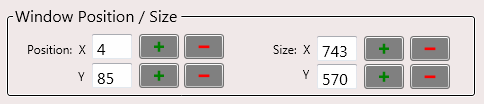 Window Position / Size
Position: X 4 + − Size: X 743 + −
Y 85 + − Y 570 + −